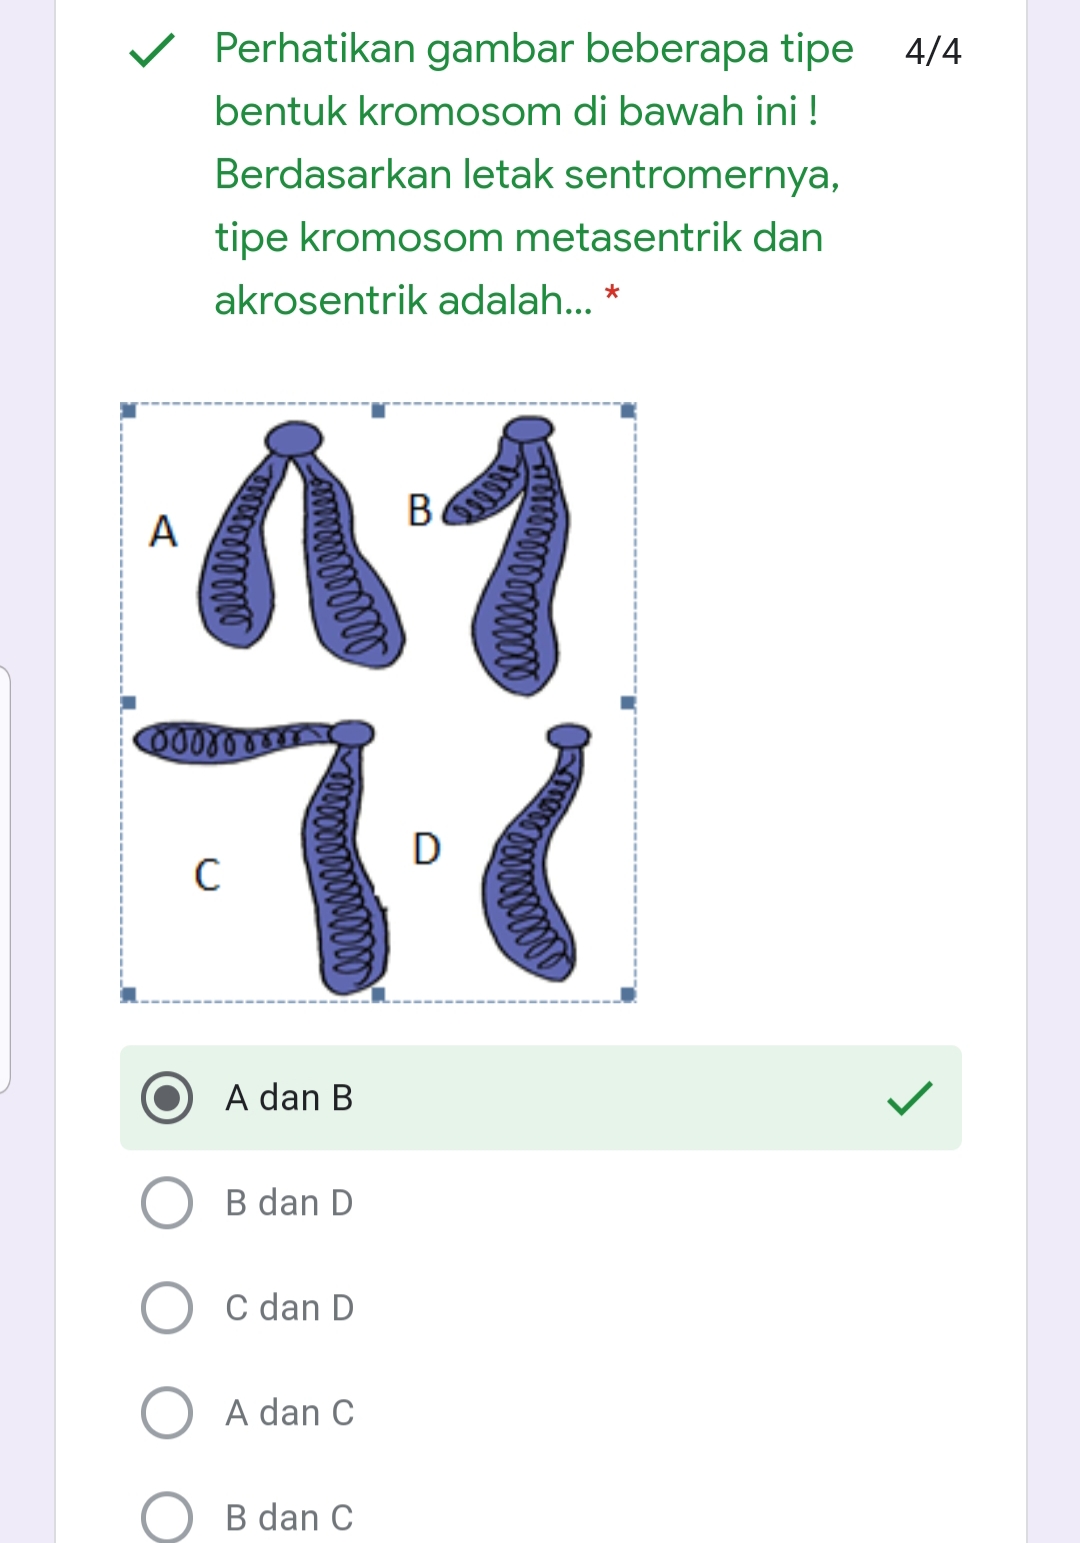 Perhatikan gambar beberapa tipe 4/4
bentuk kromosom di bawah ini !
Berdasarkan letak sentromernya,
tipe kromosom metasentrik dan
akrosentrik adalah... *
A
B
C
D
A dan B
B dan D
C dan D
A dan C
B dan C